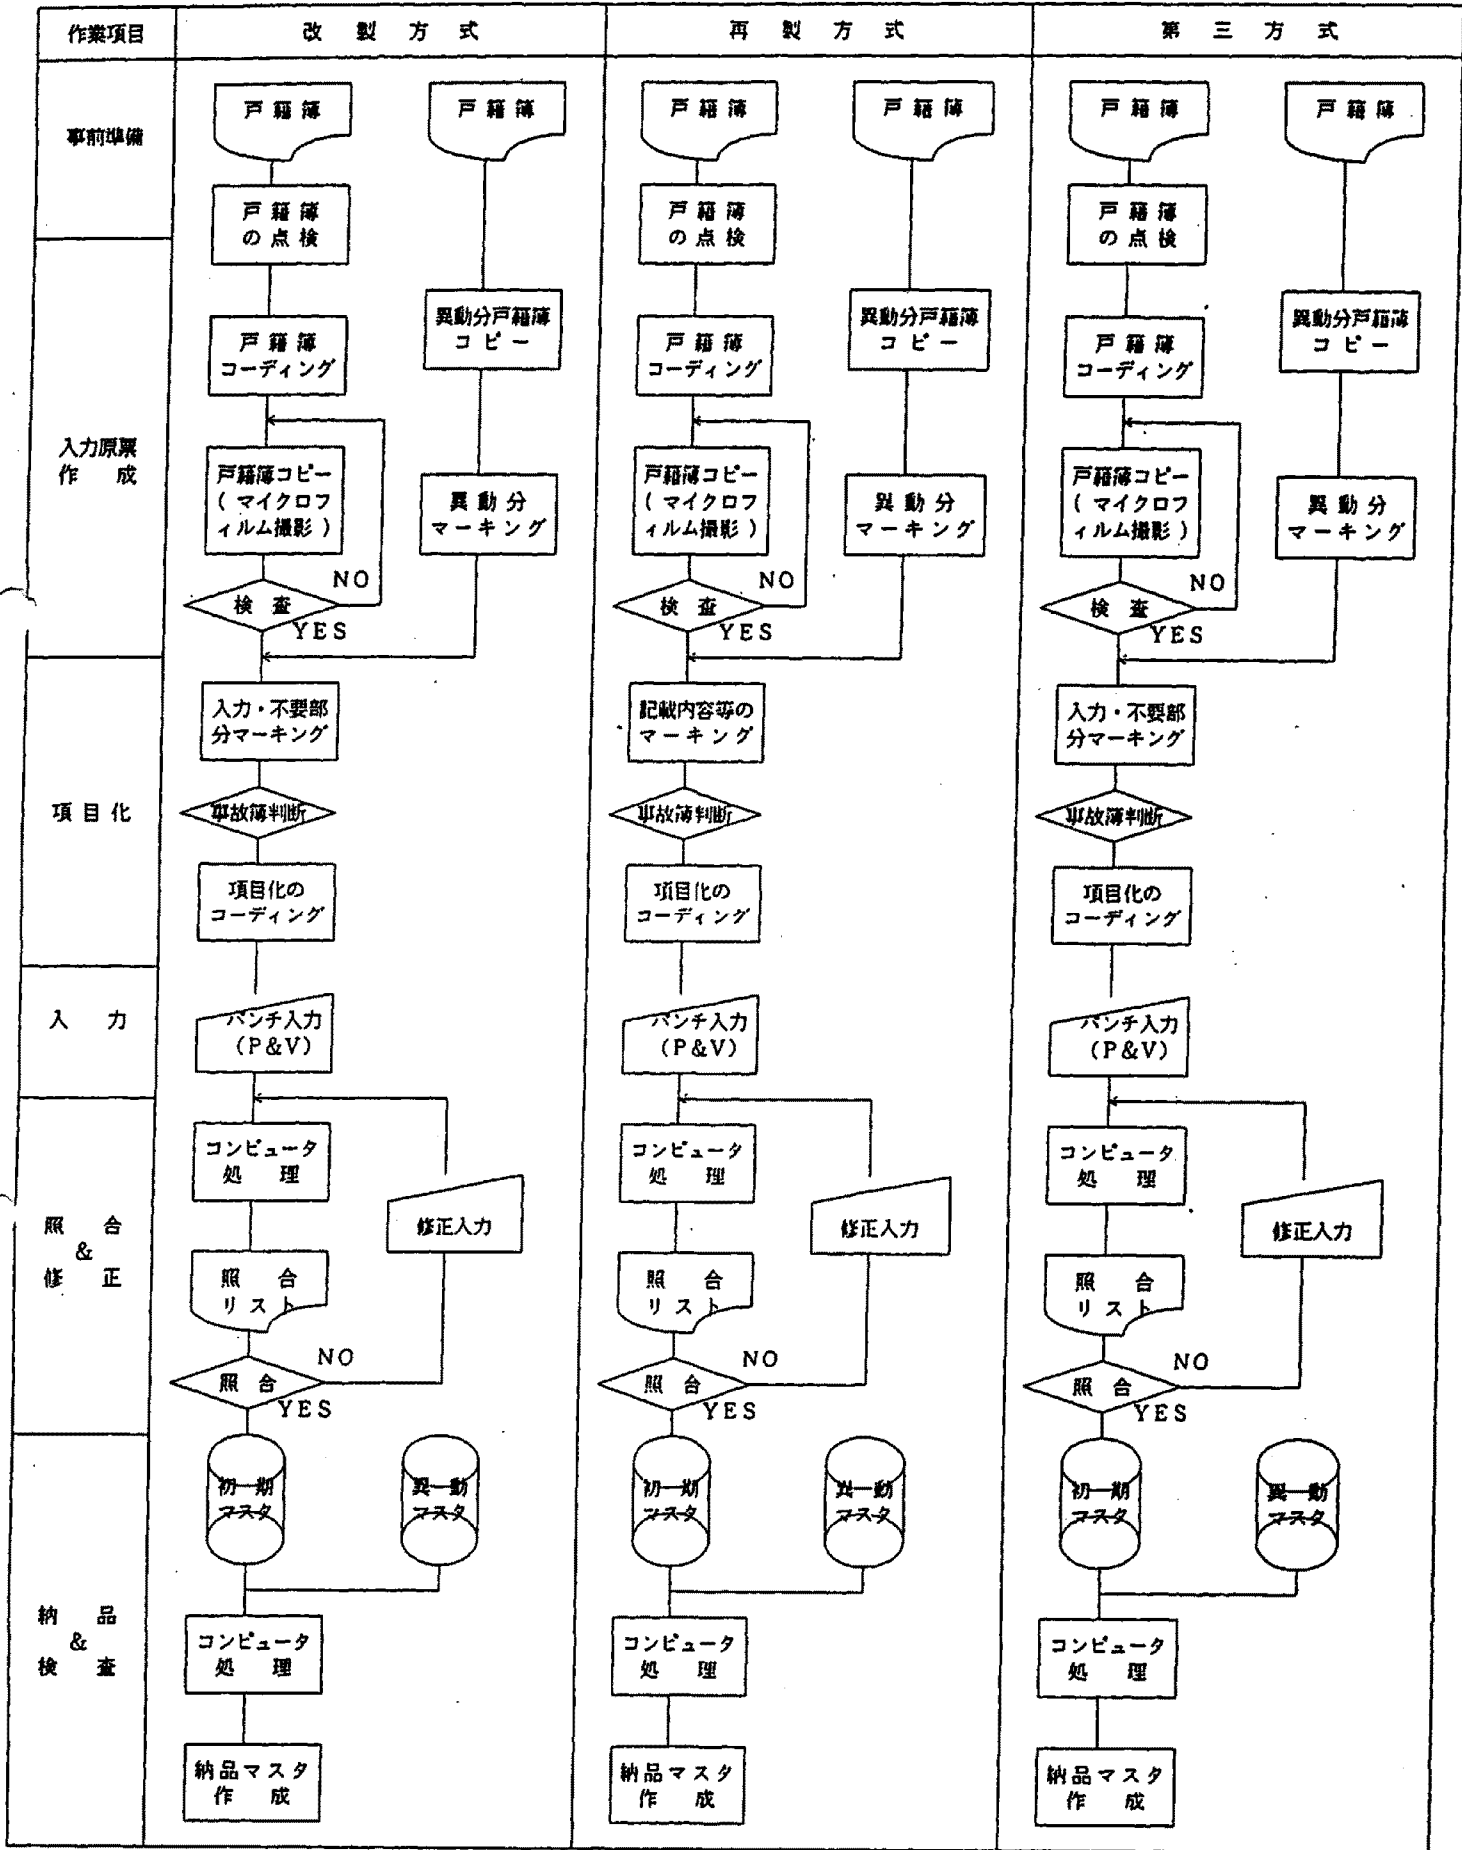 作業項目
改製方式
再製方式
第三方式
事前準備
戸籍簿
戸籍簿
戸籍簿
の点検
戸籍簿
戸籍簿
戸籍簿
の点検
戸籍簿
戸籍簿
戸籍簿
の点検
入力原票
作成
戸籍簿
コーディング
異動分戸籍簿
コピー
戸籍簿コピー
(マイクロフ
ィルム撮影)
異動分
マーキング
検査
NO
YES
戸籍簿
コーディング
異動分戸籍簿
コピー
戸籍簿コピー
(マイクロフ
ィルム撮影)
異動分
マーキング
検査
NO
YES
戸籍簿
コーディング
異動分戸籍簿
コピー
戸籍簿コピー
(マイクロフ
ィルム撮影)
異動分
マーキング
検査
NO
YES
項目化
入力・不要部
分マーキング
事故簿判断
項目化の
コーディング
記載内容等の
マーキング
事故簿判断
項目化の
コーディング
入力・不要部
分マーキング
事故簿判断
項目化の
コーディング
入力
パンチ入力
(P&V)
パンチ入力
(P&V)
パンチ入力
(P&V)
照合
&
修正
コンピュータ
処理
修正入力
照合
リスト
照合
NO
YES
コンピュータ
処理
修正入力
照合
リスト
照合
NO
YES
コンピュータ
処理
修正入力
照合
リスト
照合
NO
YES
納品
&
検査
初期
マスタ
異動
マスタ
コンピュータ
処理
納品マスタ
作成
初期
マスタ
異動
マスタ
コンピュータ
処理
納品マスタ
作成
初期
マスタ
異動
マスタ
コンピュータ
処理
納品マスタ
作成